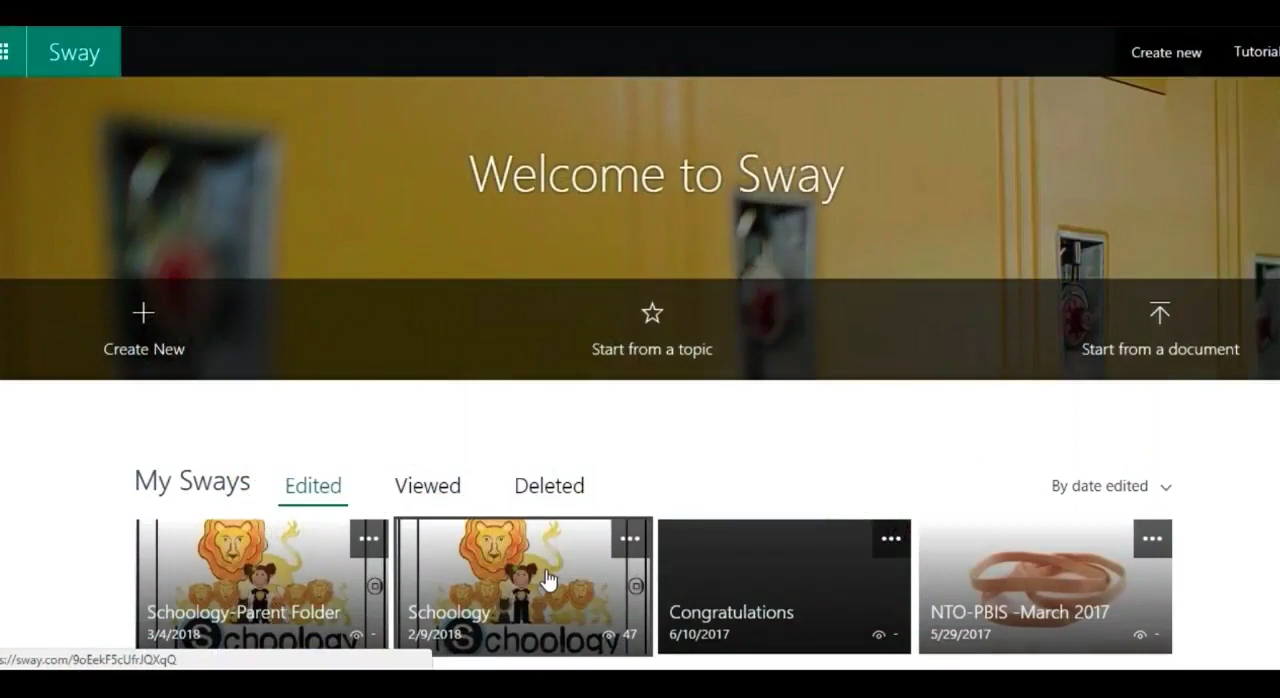 Sway
Create new
Tutorial
Welcome to Sway
Create New
Start from a topic
Start from a document
My Sways
Edited
Viewed
Deleted
By date edited
Schoology-Parent Folder
3/4/2018
-
Schoology
Schoology
2/9/2018
47
Schoology
Congratulations
6/10/2017
-
NTO-PBIS -March 2017
5/29/2017
-
s://sway.com/9oEekF5cUfrJQXqQ